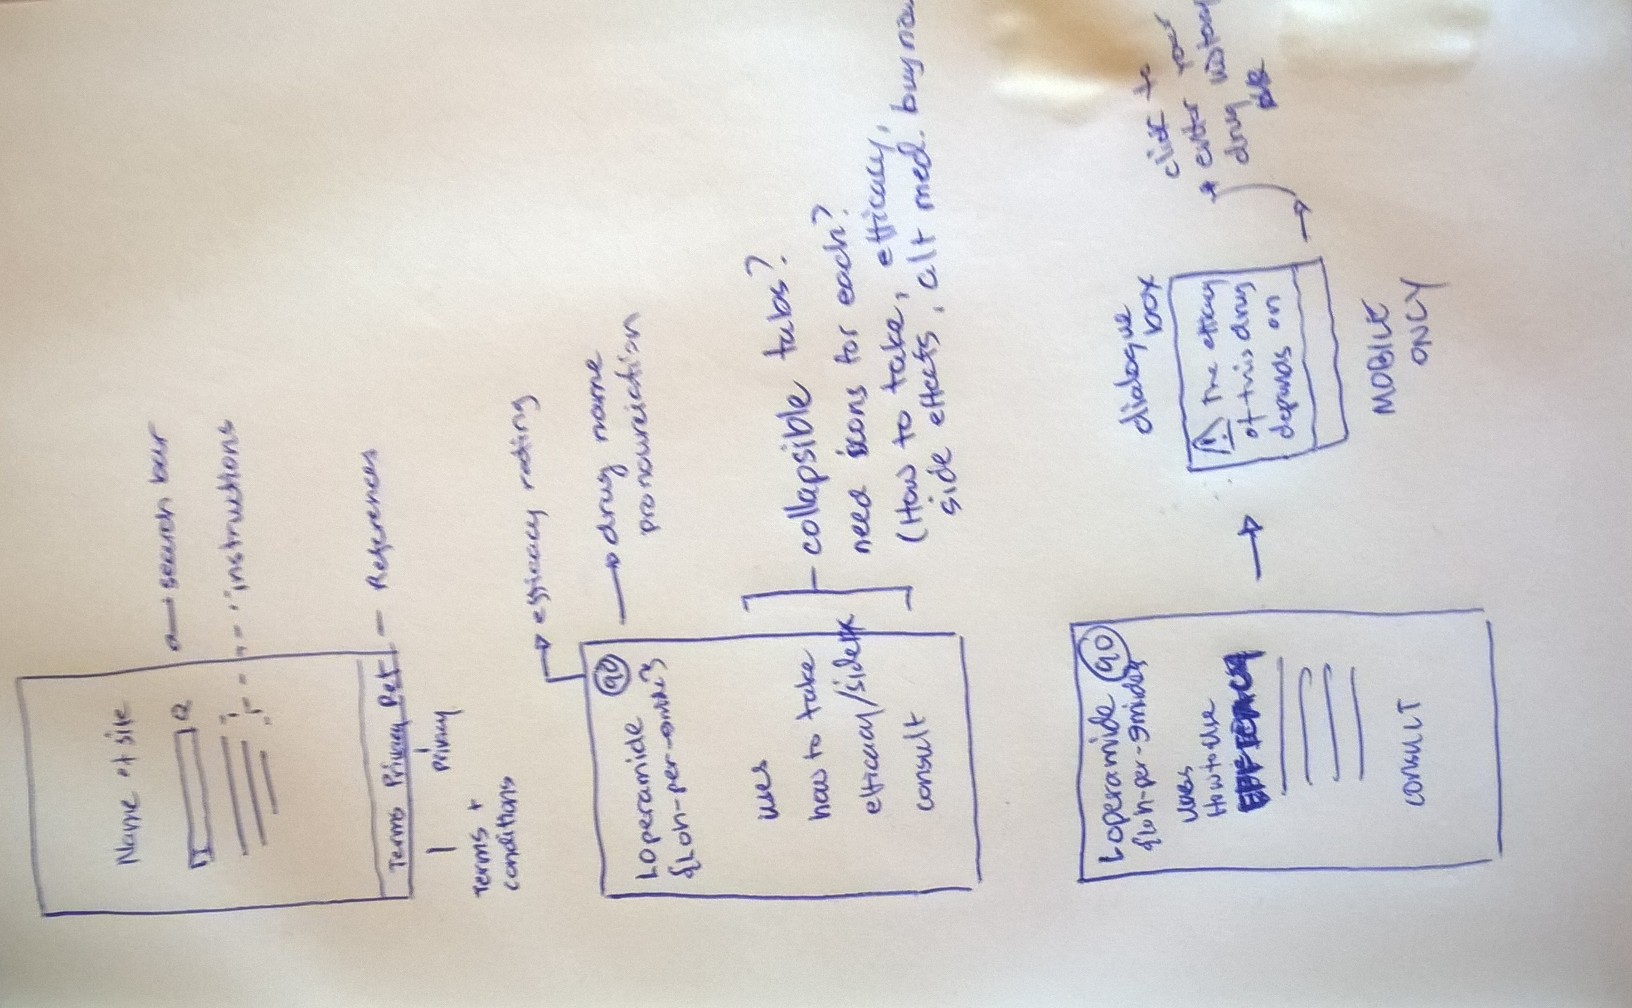 Name of site
search bar
instructions
Terms Privacy Ref
References
privacy
Terms +
conditions
efficacy rating
Loperamide 90
{Loh-per-amide}
drug name
pronounciation
uses
how to take
efficacy/side
consult
collapsible tabs?
need icons for each?
(How to take, efficacy,
side effects, alt med. buy now
Loperamide 90
{Loh-per-amide}
Uses
How to Use
EFFICACY
CONSULT
dialogue
box
The efficacy
of this drug
depends on
MOBILE
ONLY
click to
enter your
drug history